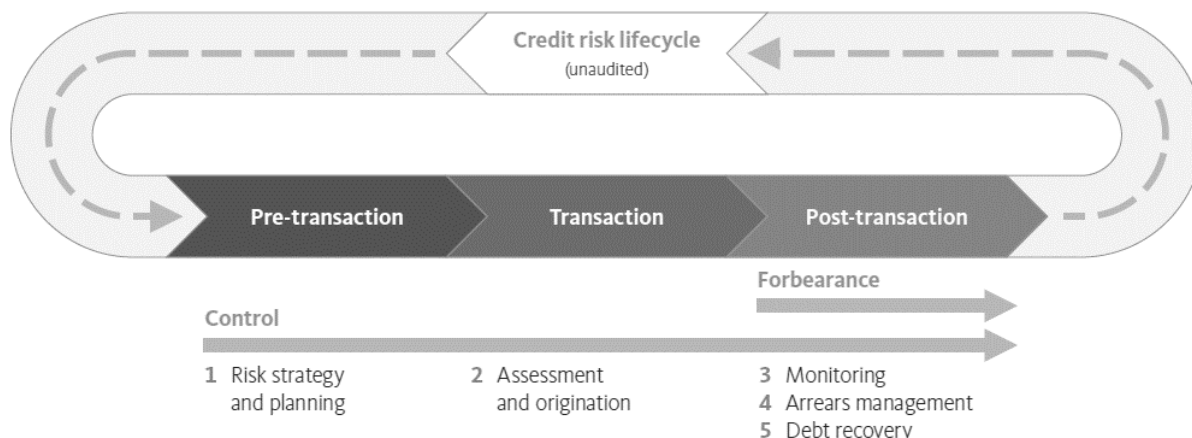 Credit risk lifecycle
(unaudited)
Pre-transaction
Transaction
Post-transaction
Forbearance
Control
1 Risk strategy
and planning
2 Assessment
and origination
3 Monitoring
4 Arrears management
5 Debt recovery